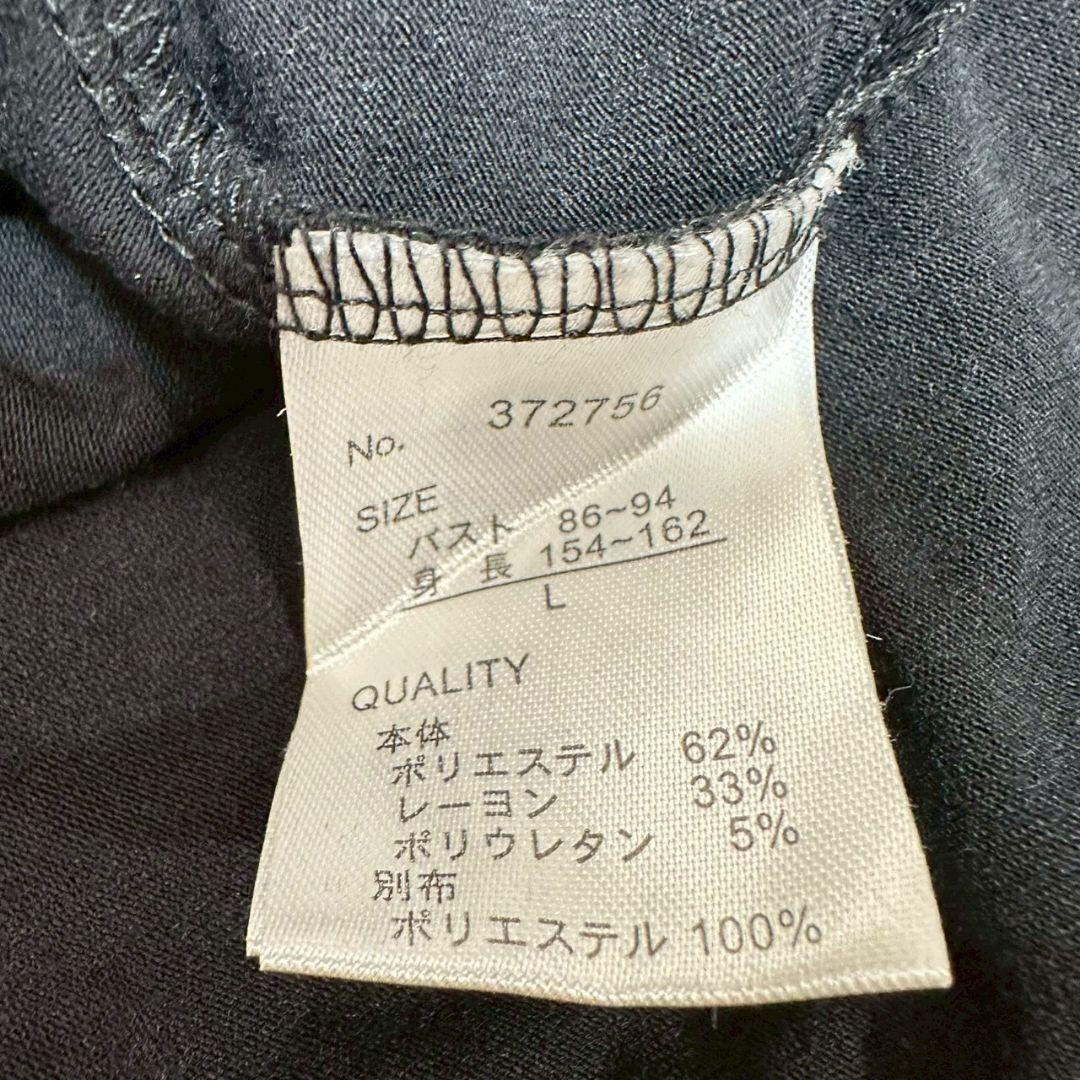 No. 372756
SIZE
バスト 86~94
身長 154~162
L
QUALITY
本体
ポリエステル 62%
レーヨン 33%
ポリウレタン 5%
別布
ポリエステル 100%